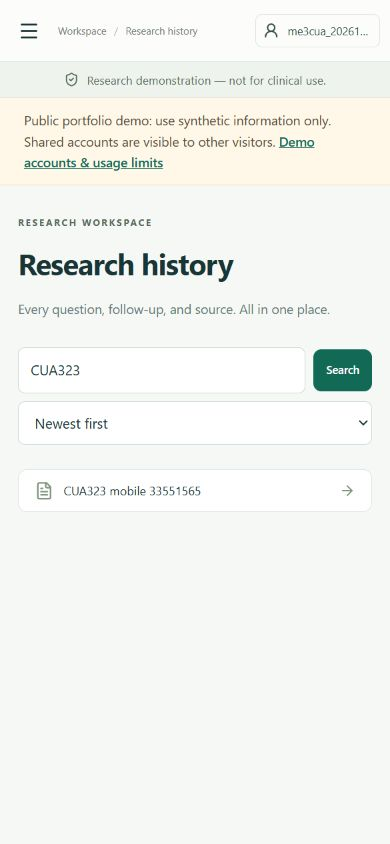 Workspace / Research history
me3cua_20261...
Research demonstration — not for clinical use.
Public portfolio demo: use synthetic information only.
Shared accounts are visible to other visitors. Demo
accounts & usage limits
RESEARCH WORKSPACE
Research history
Every question, follow-up, and source. All in one place.
CUA323
Search
Newest first
CUA323 mobile 33551565